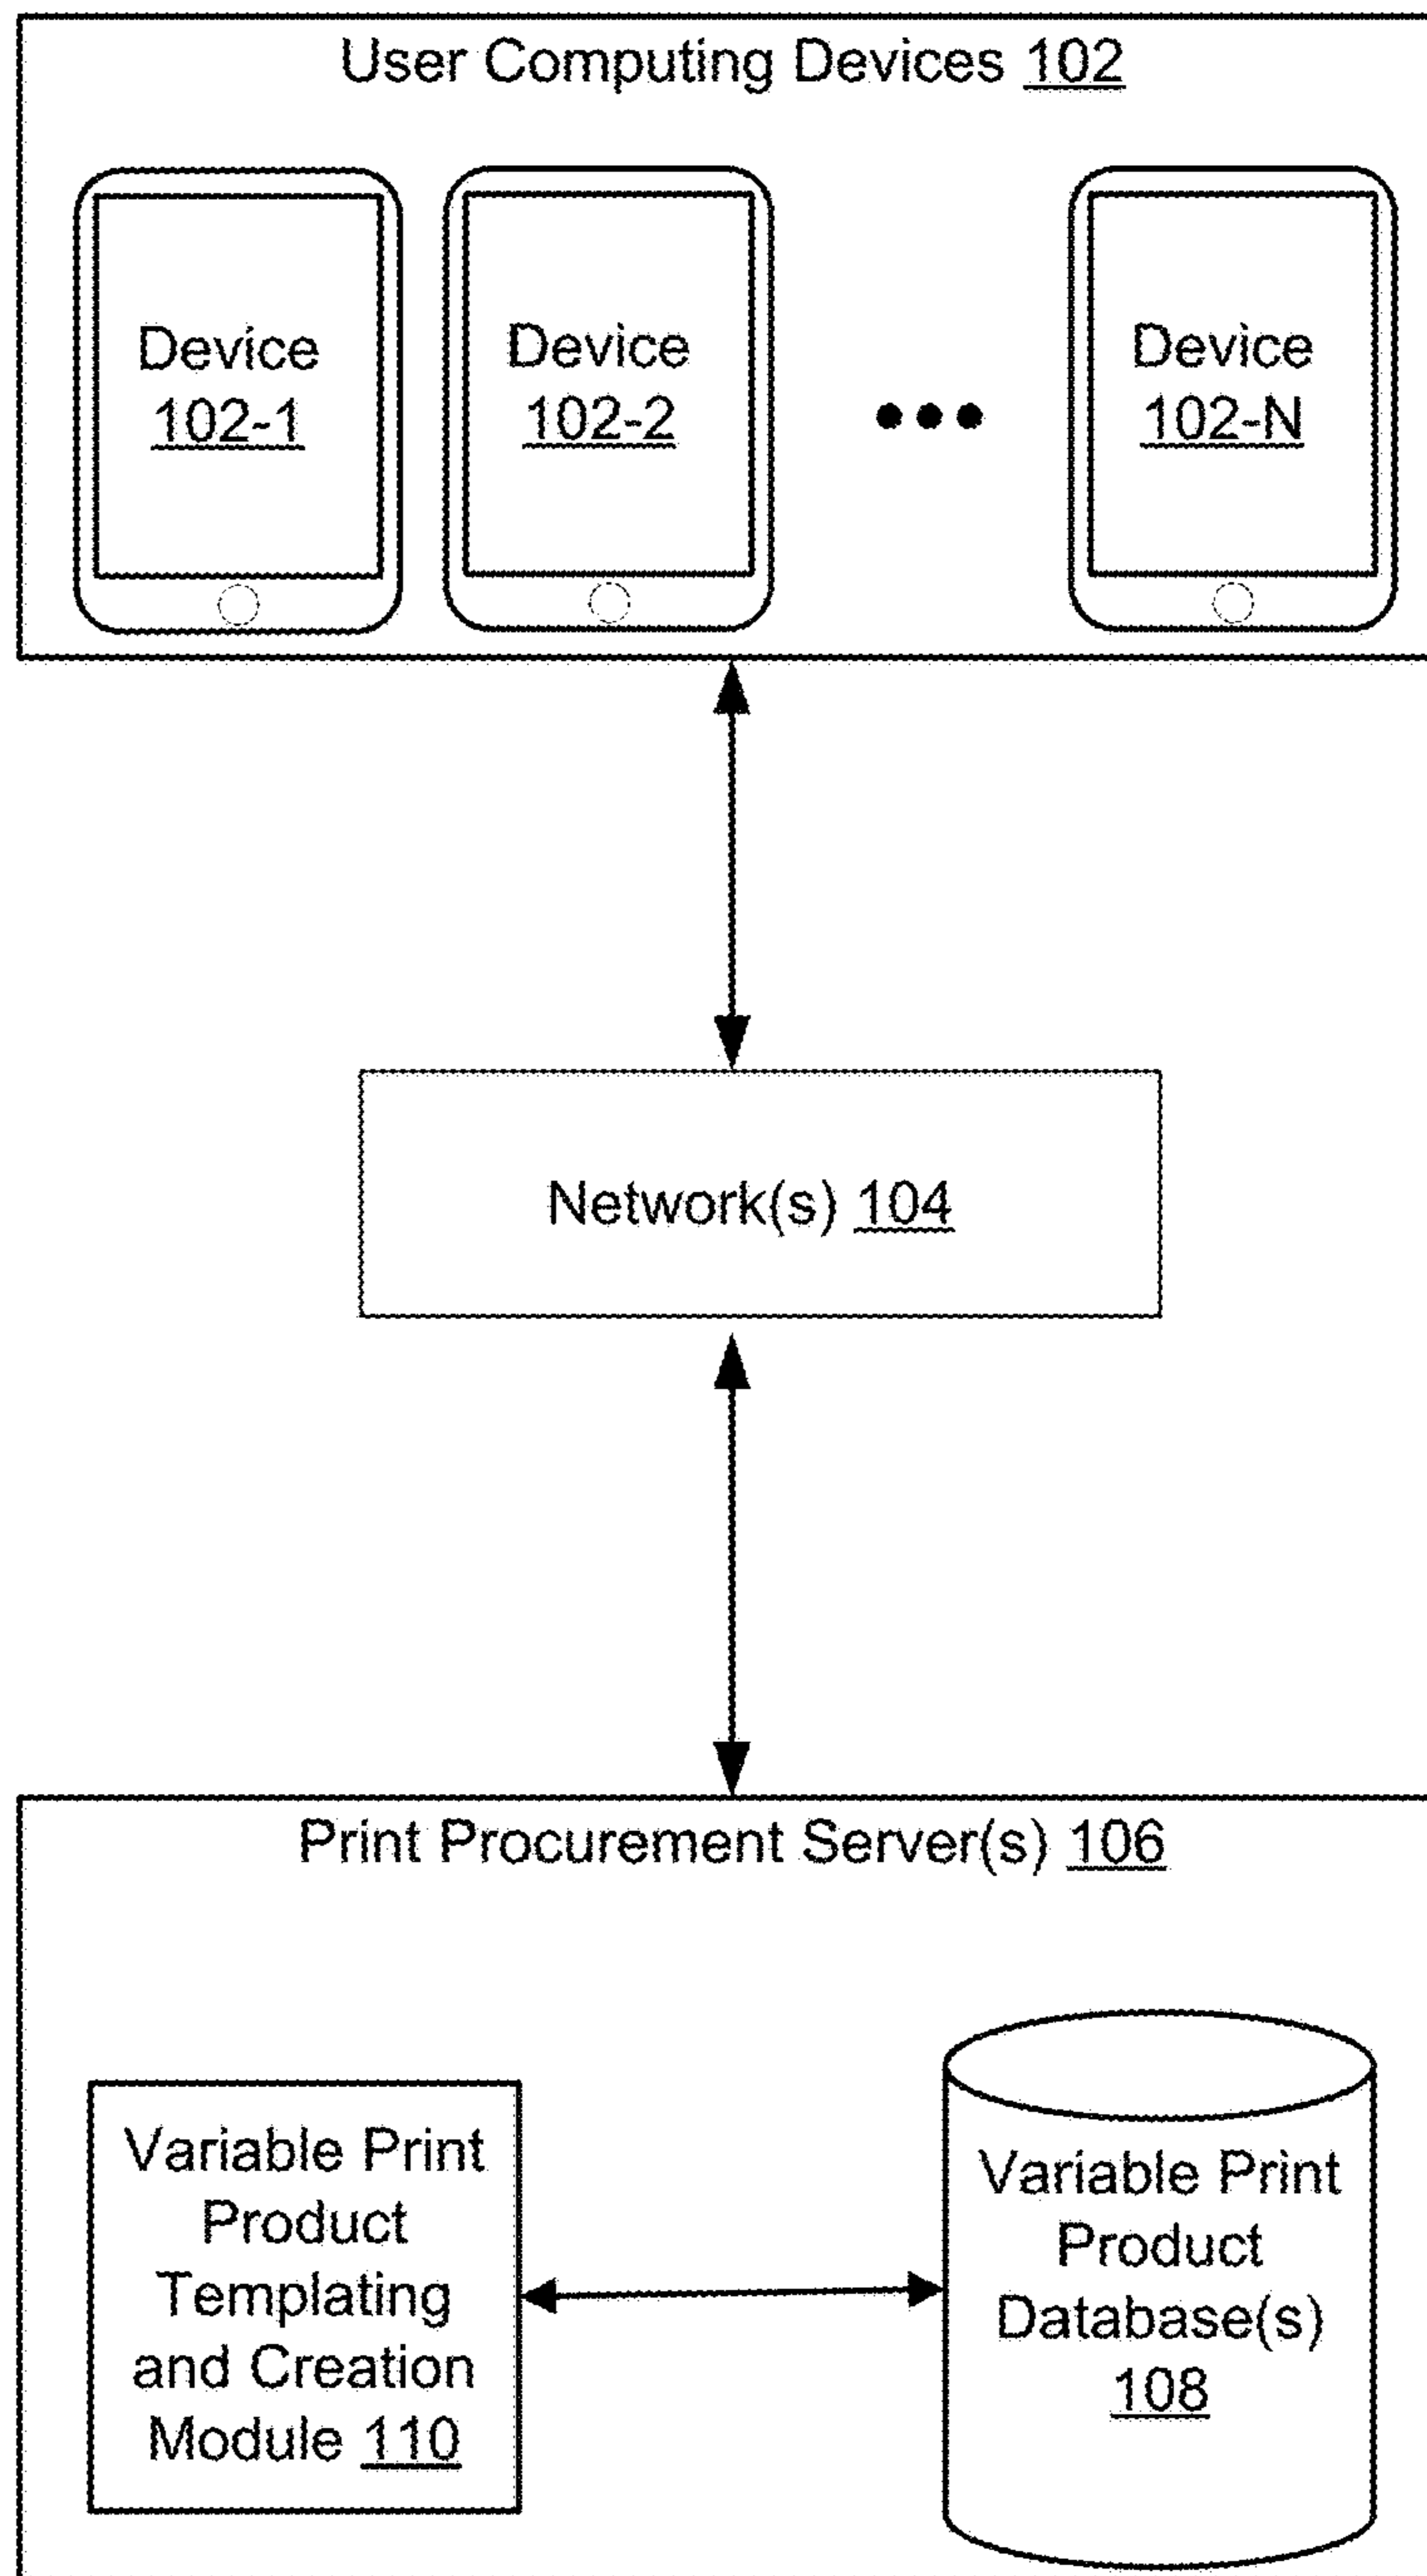 User Computing Devices 102
Device
102-1
Device
102-2
Device
102-N
Network(s) 104
Print Procurement Server(s) 106
Variable Print
Product
Templating
and Creation
Module 110
Variable Print
Product
Database(s)
108